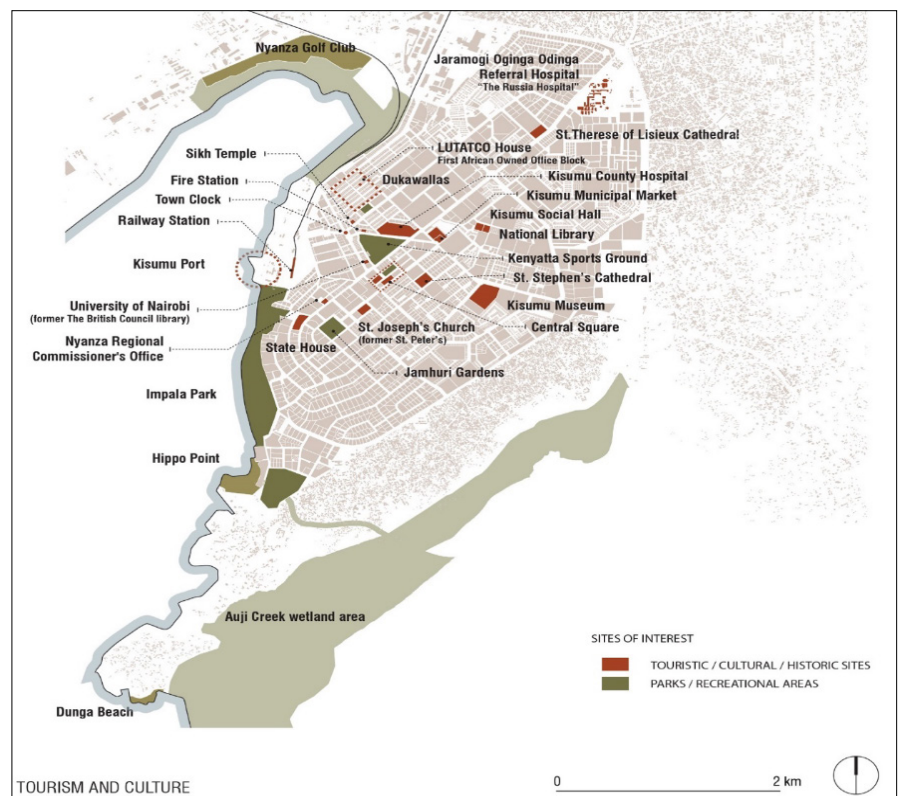 Nyanza Golf Club
Jaramogi Oginga Odinga
Referral Hospital
"The Russia Hospital"
St.Therese of Lisieux Cathedral
Sikh Temple
LUTATCO House
First African Owned Office Block
Fire Station
Dukawallas
Kisumu County Hospital
Town Clock
Kisumu Municipal Market
Railway Station
Kisumu Social Hall
National Library
Kisumu Port
Kenyatta Sports Ground
St. Stephen's Cathedral
University of Nairobi
(former The British Council library)
Kisumu Museum
Central Square
Nyanza Regional
Commissioner's Office
State House
St. Joseph's Church
(former St. Peter's)
Jamhuri Gardens
Impala Park
Hippo Point
Auji Creek wetland area
Dunga Beach
SITES OF INTEREST
TOURISTIC / CULTURAL / HISTORIC SITES
PARKS / RECREATIONAL AREAS
TOURISM AND CULTURE
0 2 km